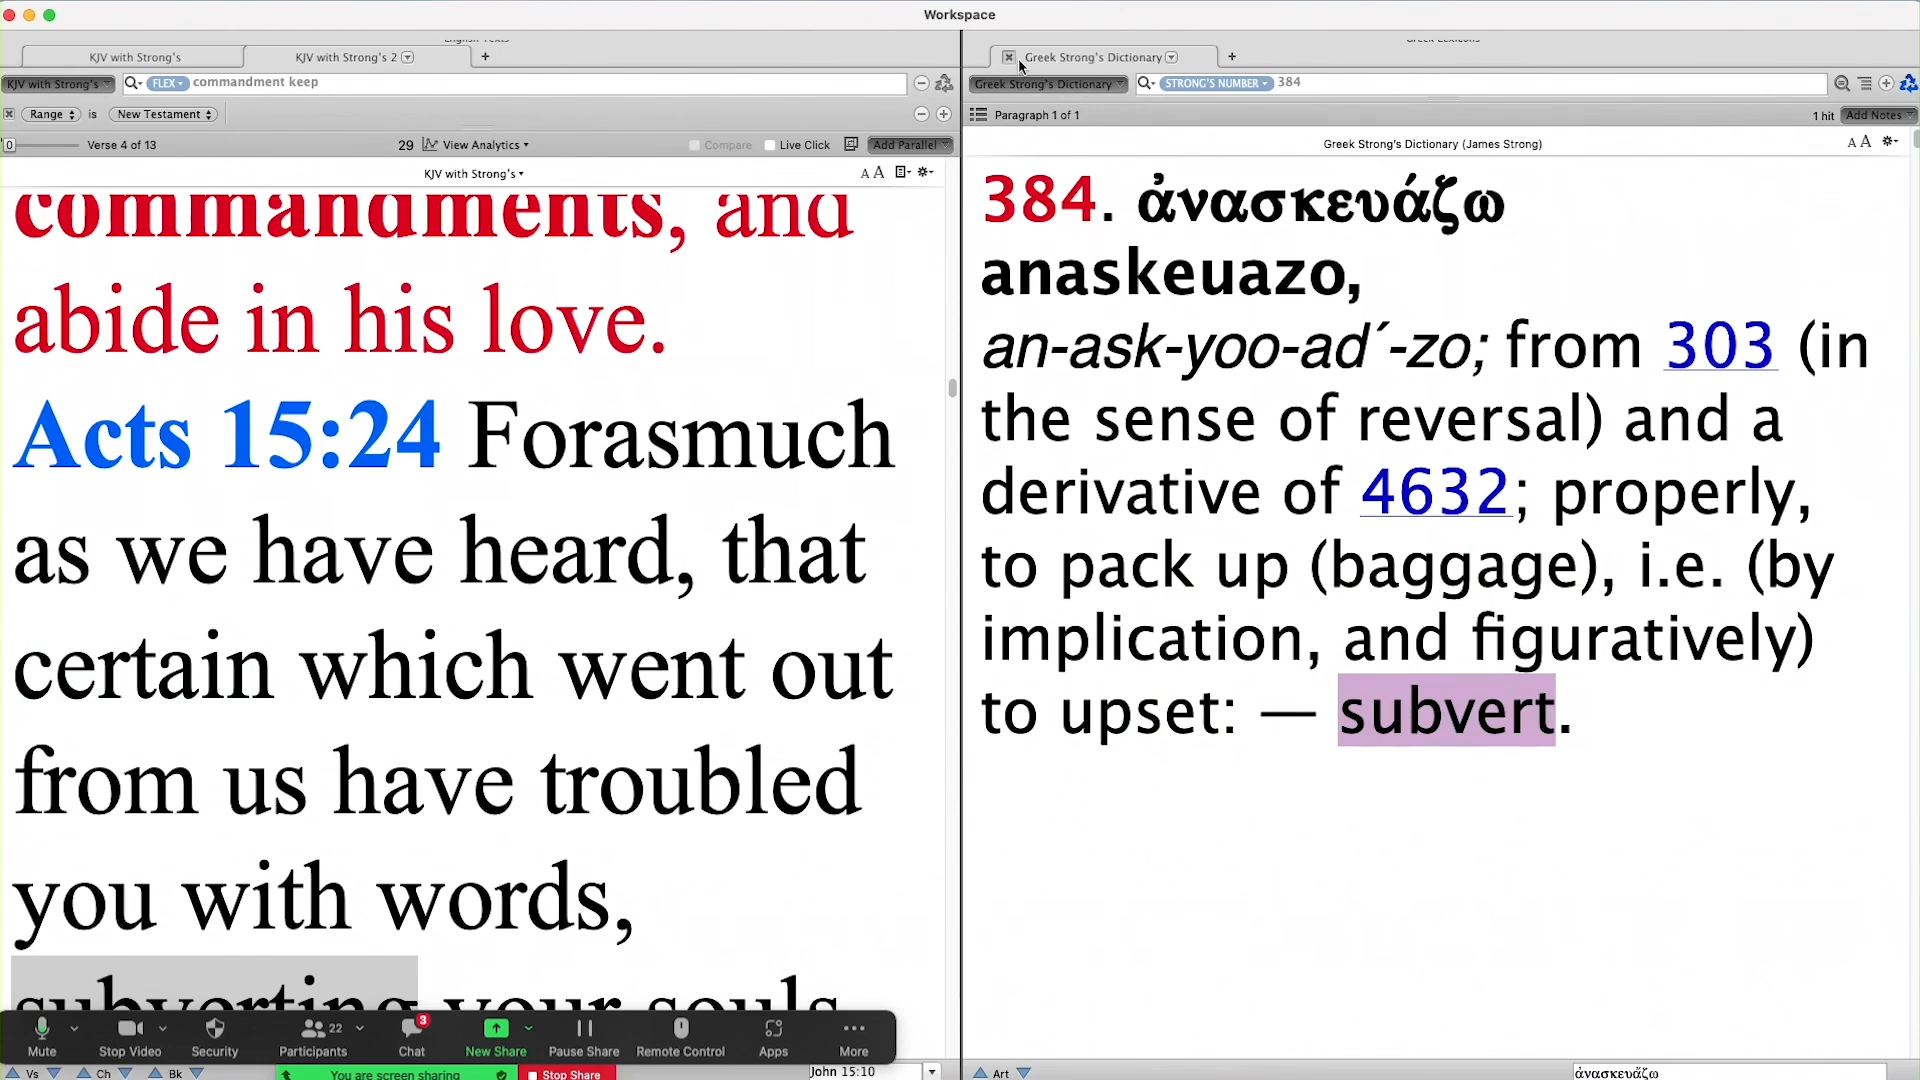 Workspace
KJV with Strong's
KJV with Strong's 2
+
Greek Strong's Dictionary
+
KJV with Strong's
FLEX
commandment keep
Greek Strong's Dictionary
STRONG'S NUMBER
384
Range
is
New Testament
Paragraph 1 of 1
1 hit
Add Notes
0
Verse 4 of 13
29
View Analytics
Compare
Live Click
Add Parallel
Greek Strong's Dictionary (James Strong)
A A
KJV with Strong's
A A
commandments, and
abide in his love.
Acts 15:24 Forasmuch
as we have heard, that
certain which went out
from us have troubled
you with words,
subverting your souls
384. ἀνασκευάζω
anaskeuazo,
an-ask-yoo-ad´-zo; from 303 (in
the sense of reversal) and a
derivative of 4632; properly,
to pack up (baggage), i.e. (by
implication, and figuratively)
to upset: — subvert.
3
22
Mute
Stop Video
Security
Participants
Chat
New Share
Pause Share
Remote Control
Apps
More
Vs
Ch
Bk
You are screen sharing
Stop Share
John 15:10
Art
ἀνασκευάζω